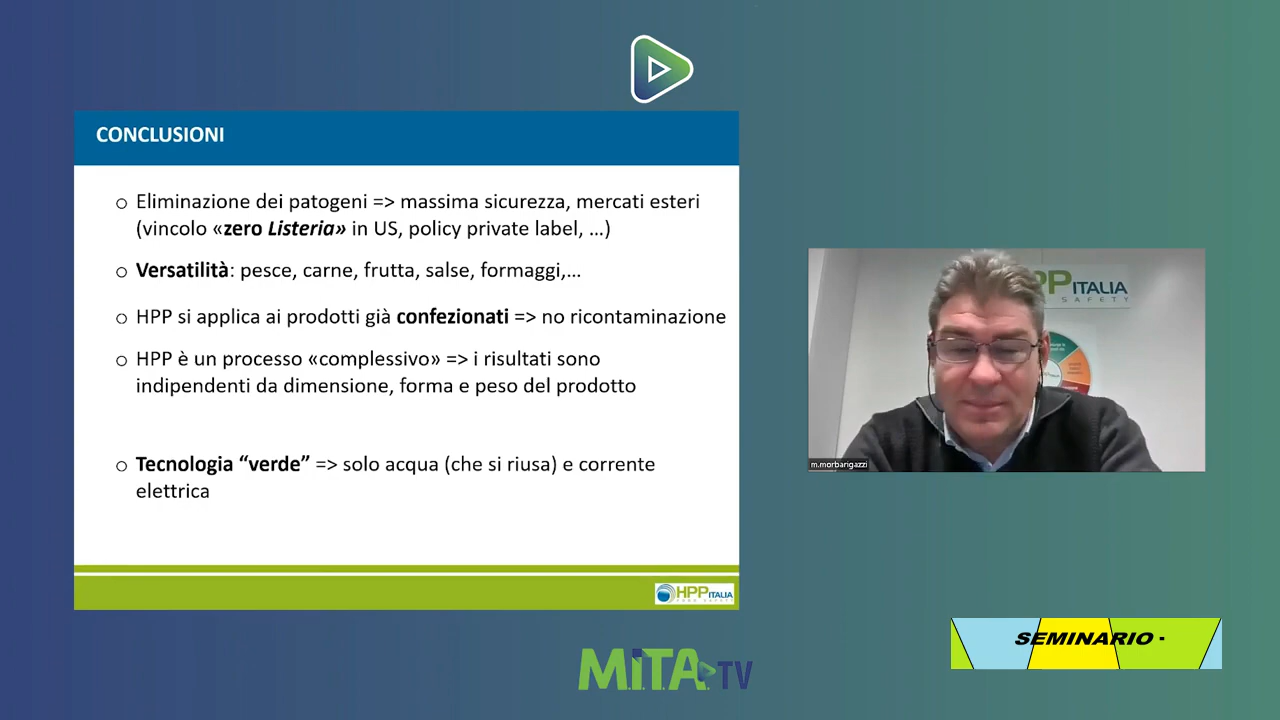 CONCLUSIONI
o Eliminazione dei patogeni => massima sicurezza, mercati esteri
(vincolo «zero Listeria» in US, policy private label, ...)
o Versatilità: pesce, carne, frutta, salse, formaggi,...
o HPP si applica ai prodotti già confezionati => no ricontaminazione
o HPP è un processo «complessivo» => i risultati sono
indipendenti da dimensione, forma e peso del prodotto
o Tecnologia “verde” => solo acqua (che si riusa) e corrente
elettrica
HPP ITALIA
PP ITALIA
SAFETY
m.morbarigazzi
SEMINARIO -
M.I.T.A. TV